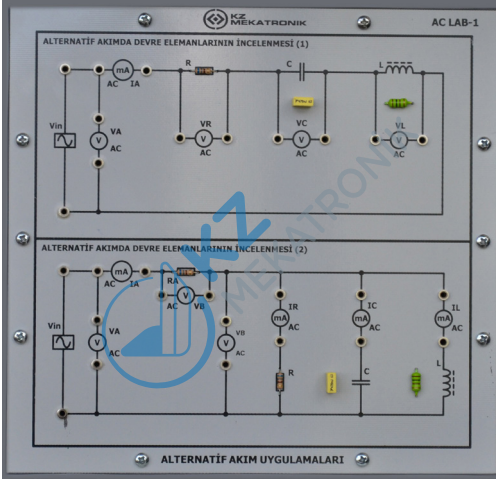 KZ
MEKATRONIK
AC LAB-1
ALTERNATİF AKIMDA DEVRE ELEMANLARININ İNCELENMESİ (1)
mA
AC IA
R
C
L
Vin
VA
V
AC
VR
V
AC
VC
V
AC
VL
V
AC
KZ
MEKATRONİK
ALTERNATİF AKIMDA DEVRE ELEMANLARININ İNCELENMESİ (2)
mA
AC IA
RA
V
AC VB
Vin
VA
V
AC
VB
V
AC
IR
mA
AC
R
IC
mA
AC
C
IL
mA
AC
L
ALTERNATİF AKIM UYGULAMALARI